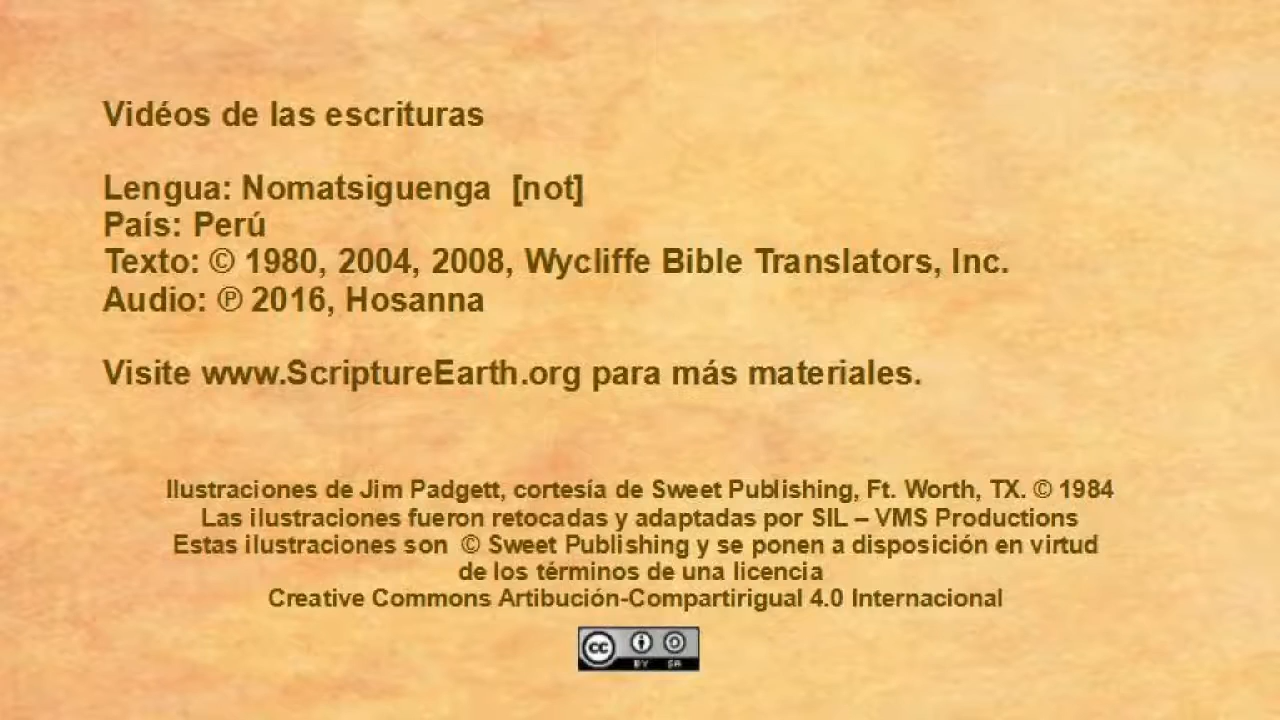 Vidéos de las escrituras
Lengua: Nomatsiguenga [not]
País: Perú
Texto: © 1980, 2004, 2008, Wycliffe Bible Translators, Inc.
Audio: ℗ 2016, Hosanna
Visite www.ScriptureEarth.org para más materiales.
Ilustraciones de Jim Padgett, cortesía de Sweet Publishing, Ft. Worth, TX. © 1984
Las ilustraciones fueron retocadas y adaptadas por SIL – VMS Productions
Estas ilustraciones son © Sweet Publishing y se ponen a disposición en virtud
de los términos de una licencia
Creative Commons Artibución-Compartirigual 4.0 Internacional
cc BY SA